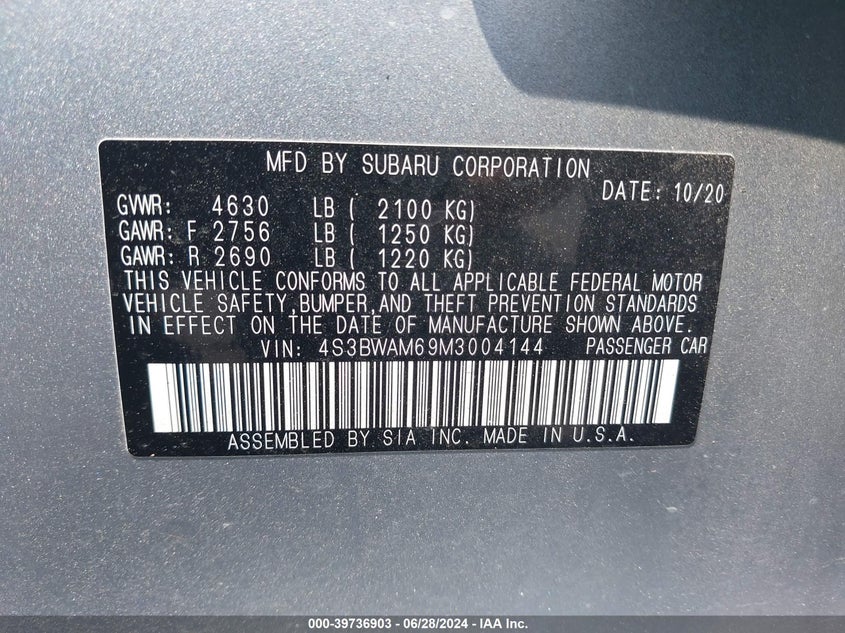 MFD BY SUBARU CORPORATION
DATE: 10/20
GVWR: 4630 LB ( 2100 KG)
GAWR: F 2756 LB ( 1250 KG)
GAWR: R 2690 LB ( 1220 KG)
THIS VEHICLE CONFORMS TO ALL APPLICABLE FEDERAL MOTOR
VEHICLE SAFETY,BUMPER,AND THEFT PREVENTION STANDARDS
IN EFFECT ON THE DATE OF MANUFACTURE SHOWN ABOVE.
VIN: 4S3BWAM69M3004144 PASSENGER CAR
ASSEMBLED BY SIA INC. MADE IN U.S.A.
000-39736903 - 06/28/2024 - IAA Inc.